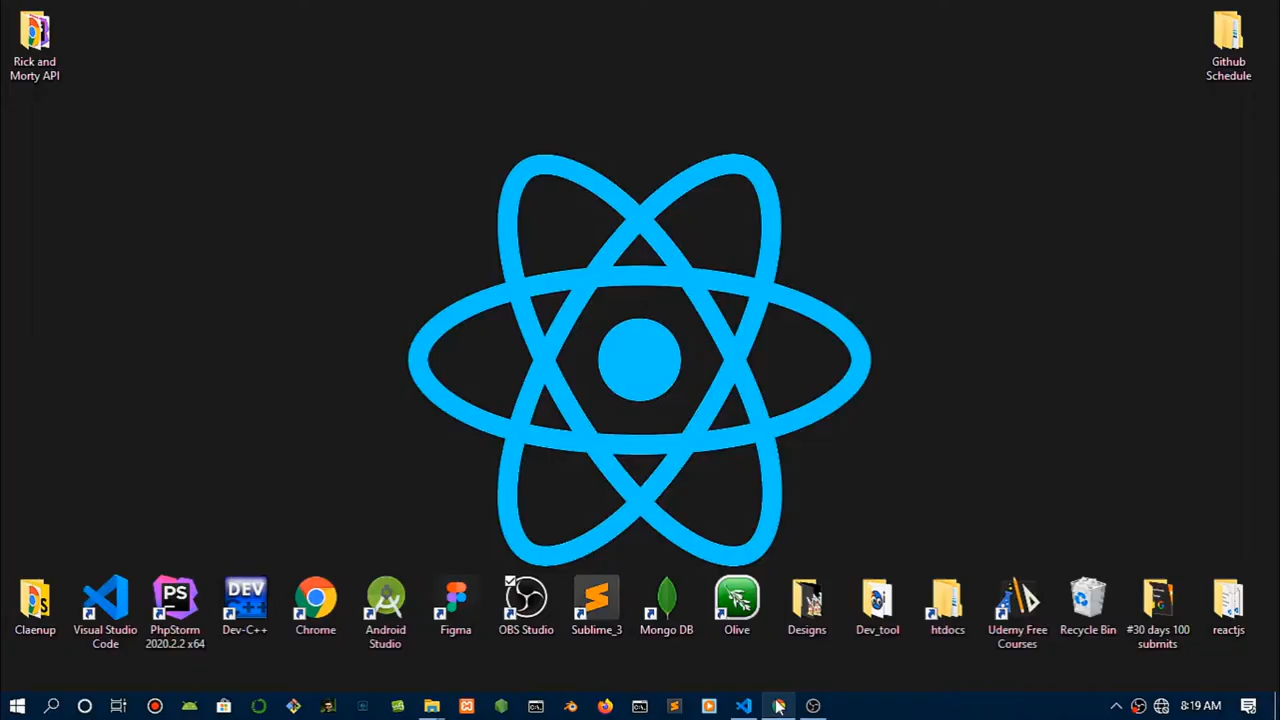 Rick and
Morty API
Github
Schedule
PS
DEV
Claenup
Visual Studio
Code
PhpStorm
2020.2.2 x64
Dev-C++
Chrome
Android
Studio
Figma
OBS Studio
Sublime_3
Mongo DB
Olive
Designs
Dev_tool
htdocs
Udemy Free
Courses
Recycle Bin
#30 days 100
submits
reactjs
8:19 AM